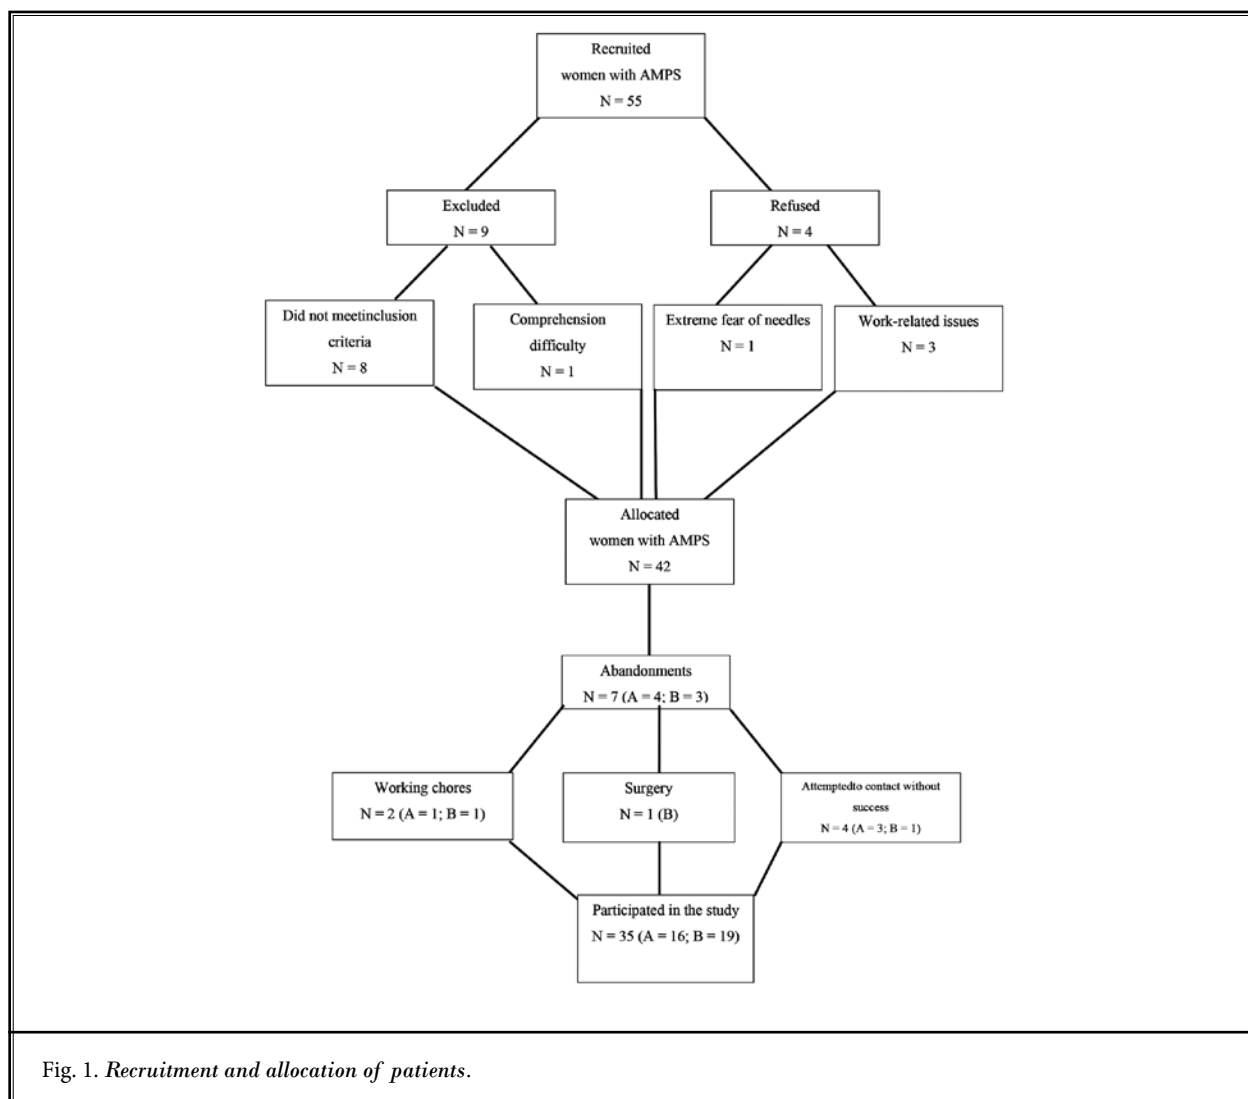 Recruited
women with AMPS
N = 55
Excluded
N = 9
Refused
N = 4
Did not meetinclusion
criteria
N = 8
Comprehension
difficulty
N = 1
Extreme fear of needles
N = 1
Work-related issues
N = 3
Allocated
women with AMPS
N = 42
Abandonments
N = 7 (A = 4; B = 3)
Working chores
N = 2 (A = 1; B = 1)
Surgery
N = 1 (B)
Attemptedto contact without
success
N = 4 (A = 3; B = 1)
Participated in the study
N = 35 (A = 16; B = 19)
Fig. 1. Recruitment and allocation of patients.